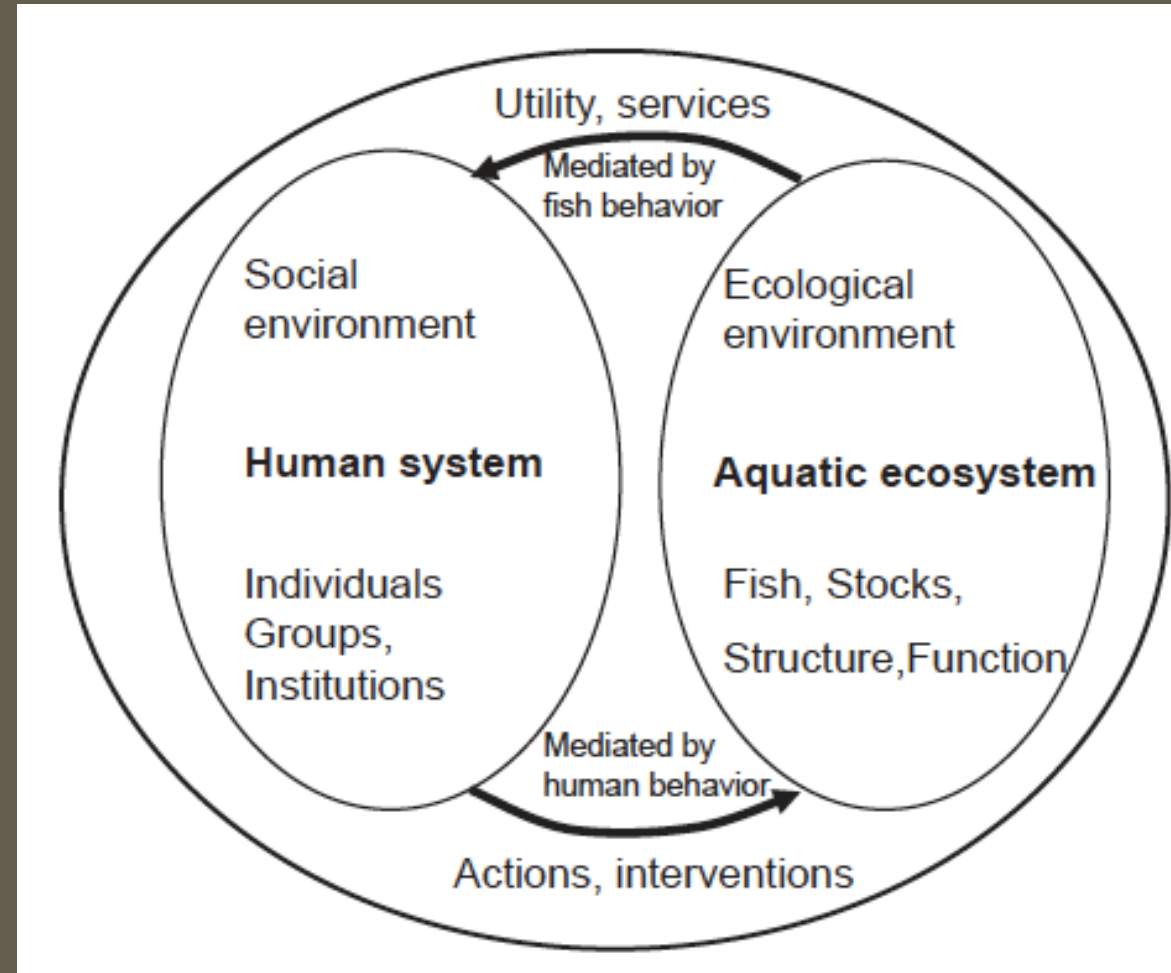 Utility, services
Mediated by
fish behavior
Social
environment
Human system
Individuals
Groups,
Institutions
Ecological
environment
Aquatic ecosystem
Fish, Stocks,
Structure,Function
Mediated by
human behavior
Actions, interventions